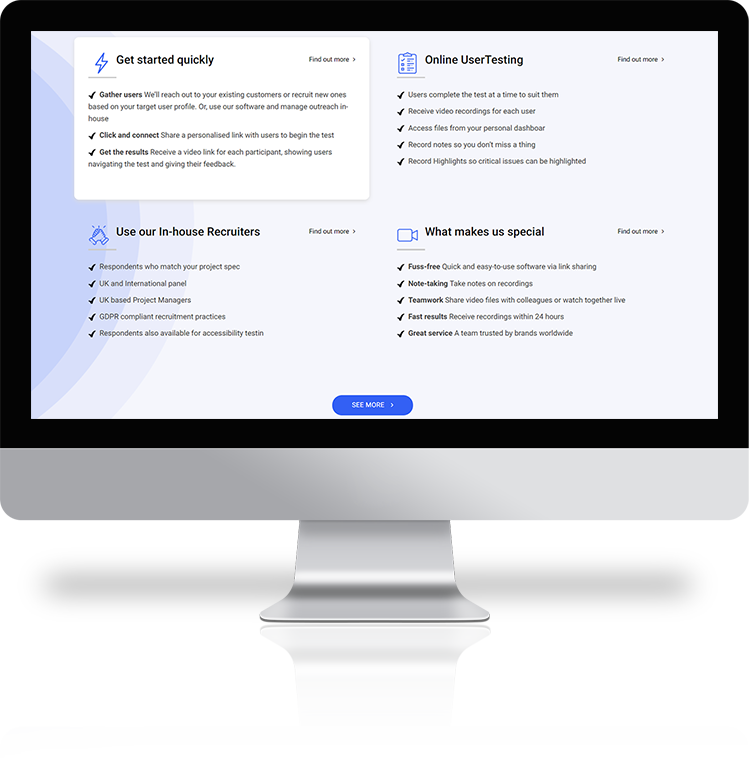 Get started quickly
Find out more >
Gather users We'll reach out to your existing customers or recruit new ones
based on your target user profile. Or, use our software and manage outreach in-
house
Click and connect Share a personalised link with users to begin the test
Get the results Receive a video link for each participant, showing users
navigating the test and giving their feedback.
Online UserTesting
Find out more >
Users complete the test at a time to suit them
Receive video recordings for each user
Access files from your personal dashboar
Record notes so you don't miss a thing
Record Highlights so critical issues can be highlighted
Use our In-house Recruiters
Find out more >
Respondents who match your project spec
UK and International panel
UK based Project Managers
GDPR compliant recruitment practices
Respondents also available for accessibility testin
What makes us special
Find out more >
Fuss-free Quick and easy-to-use software via link sharing
Note-taking Take notes on recordings
Teamwork Share video files with colleagues or watch together live
Fast results Receive recordings within 24 hours
Great service A team trusted by brands worldwide
SEE MORE >